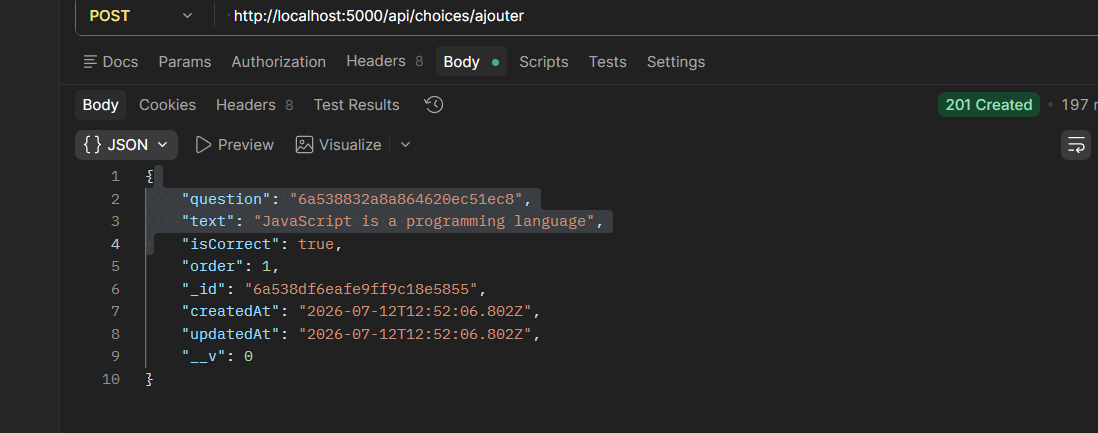 POST http://localhost:5000/api/choices/ajouter
Docs Params Authorization Headers 8 Body Scripts Tests Settings
Body Cookies Headers 8 Test Results 201 Created • 197
{} JSON Preview Visualize
1 {
2 "question": "6a538832a8a864620ec51ec8",
3 "text": "JavaScript is a programming language",
4 "isCorrect": true,
5 "order": 1,
6 "_id": "6a538df6eafe9ff9c18e5855",
7 "createdAt": "2026-07-12T12:52:06.802Z",
8 "updatedAt": "2026-07-12T12:52:06.802Z",
9 "__v": 0
10 }